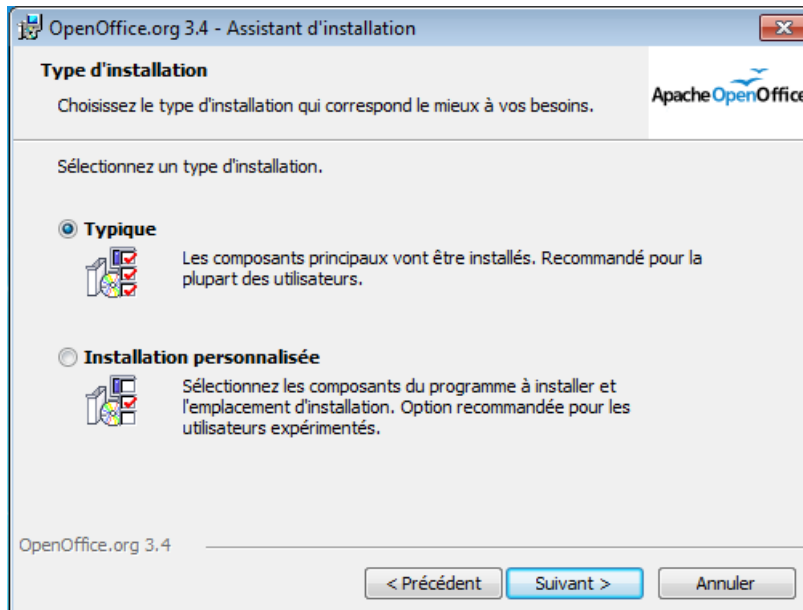 OpenOffice.org 3.4 - Assistant d'installation
Type d'installation
Choisissez le type d'installation qui correspond le mieux à vos besoins.
Apache OpenOffice
Sélectionnez un type d'installation.
Typique
Les composants principaux vont être installés. Recommandé pour la
plupart des utilisateurs.
Installation personnalisée
Sélectionnez les composants du programme à installer et
l'emplacement d'installation. Option recommandée pour les
utilisateurs expérimentés.
OpenOffice.org 3.4
< Précédent
Suivant >
Annuler